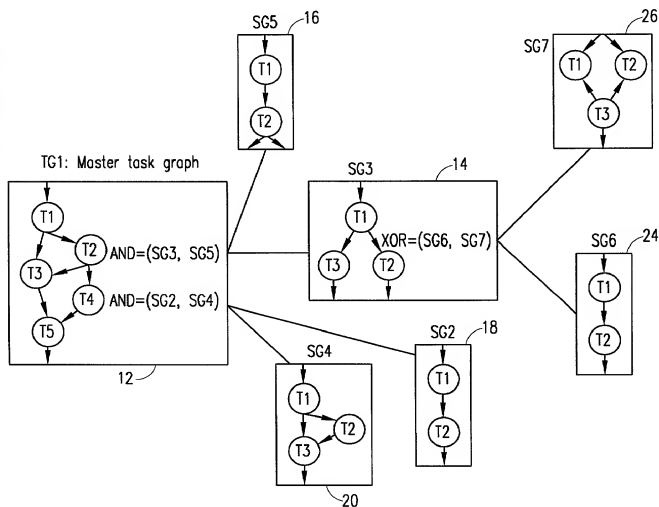 SG5
16
T1
T2
SG7
26
T1
T2
T3
TG1: Master task graph
T1
T2
AND=(SG3, SG5)
T3
T4
AND=(SG2, SG4)
T5
12
SG3
14
T1
XOR=(SG6, SG7)
T3
T2
SG6
24
T1
T2
SG4
T1
T2
T3
20
SG2
18
T1
T2